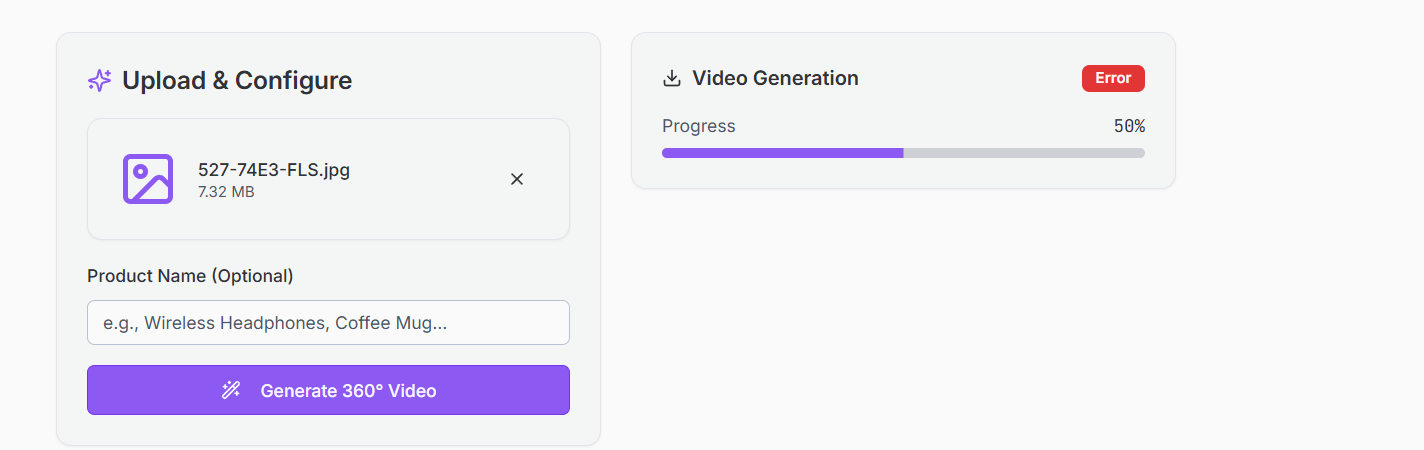 Upload & Configure
527-74E3-FLS.jpg
7.32 MB
Product Name (Optional)
e.g., Wireless Headphones, Coffee Mug...
Generate 360° Video
Video Generation
Error
Progress
50%